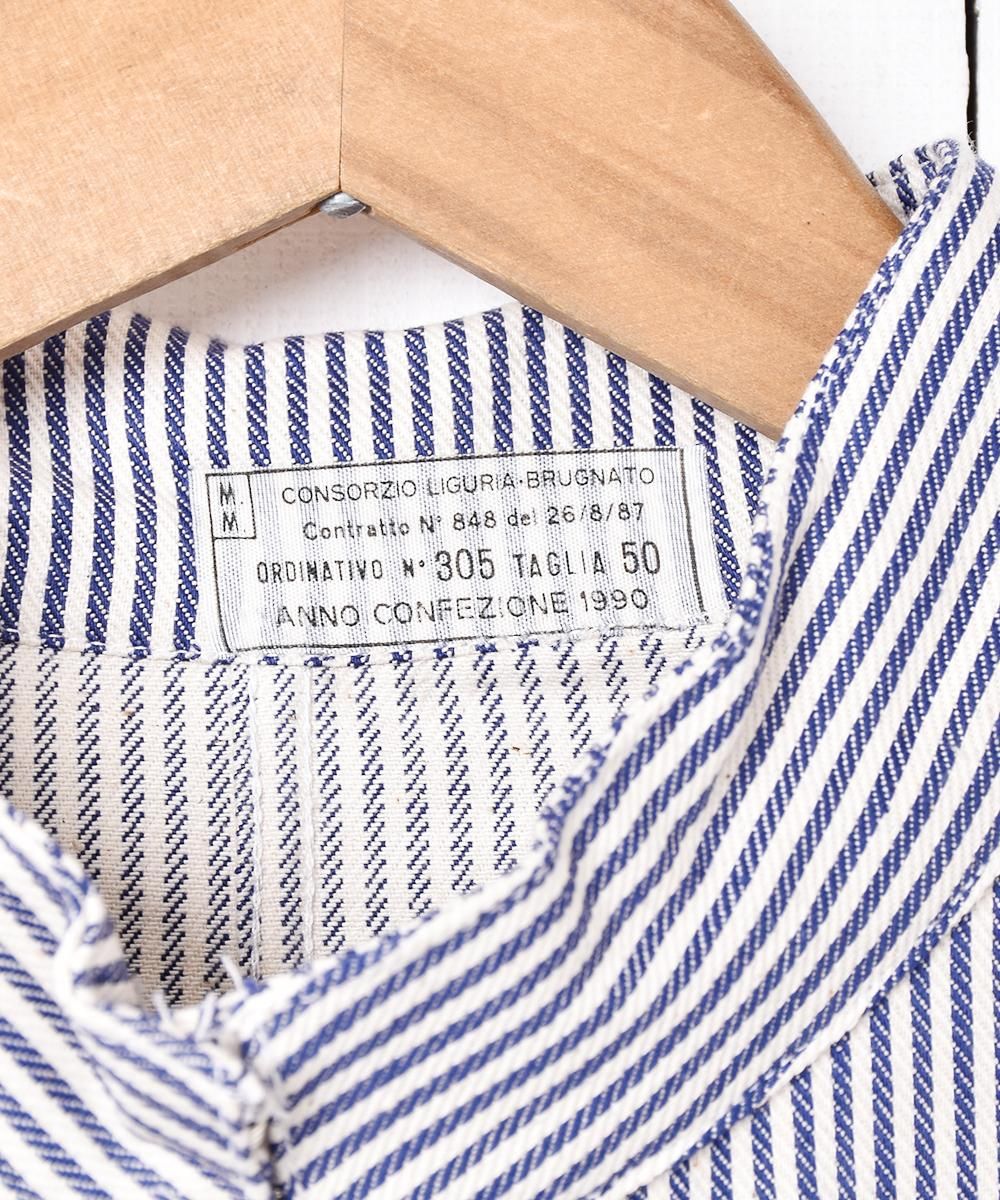 M.
M.
CONSORZIO LIGURIA-BRUGNATO
Contratto N° 848 del 26/8/87
ORDINATIVO N° 305 TAGLIA 50
ANNO CONFEZIONE 1990